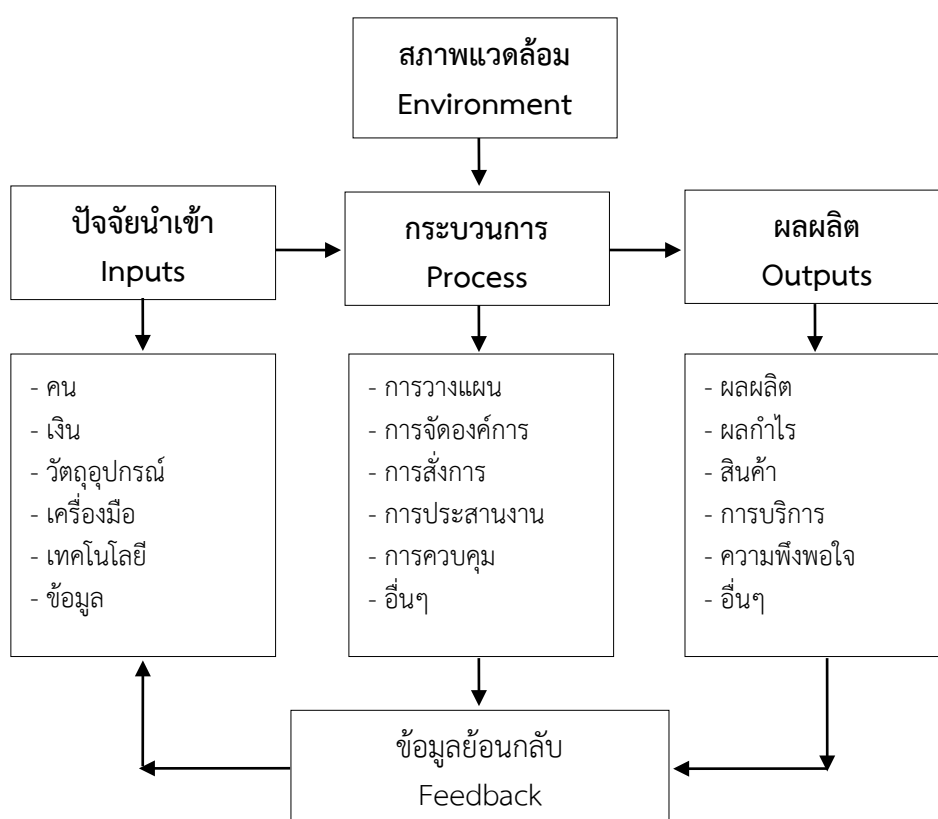 สภาพแวดล้อม
Environment
ปัจจัยนำเข้า
Inputs
กระบวนการ
Process
ผลผลิต
Outputs
- คน
- เงิน
- วัตถุอุปกรณ์
- เครื่องมือ
- เทคโนโลยี
- ข้อมูล
- การวางแผน
- การจัดองค์การ
- การสั่งการ
- การประสานงาน
- การควบคุม
- อื่นๆ
- ผลผลิต
- ผลกำไร
- สินค้า
- การบริการ
- ความพึงพอใจ
- อื่นๆ
ข้อมูลย้อนกลับ
Feedback